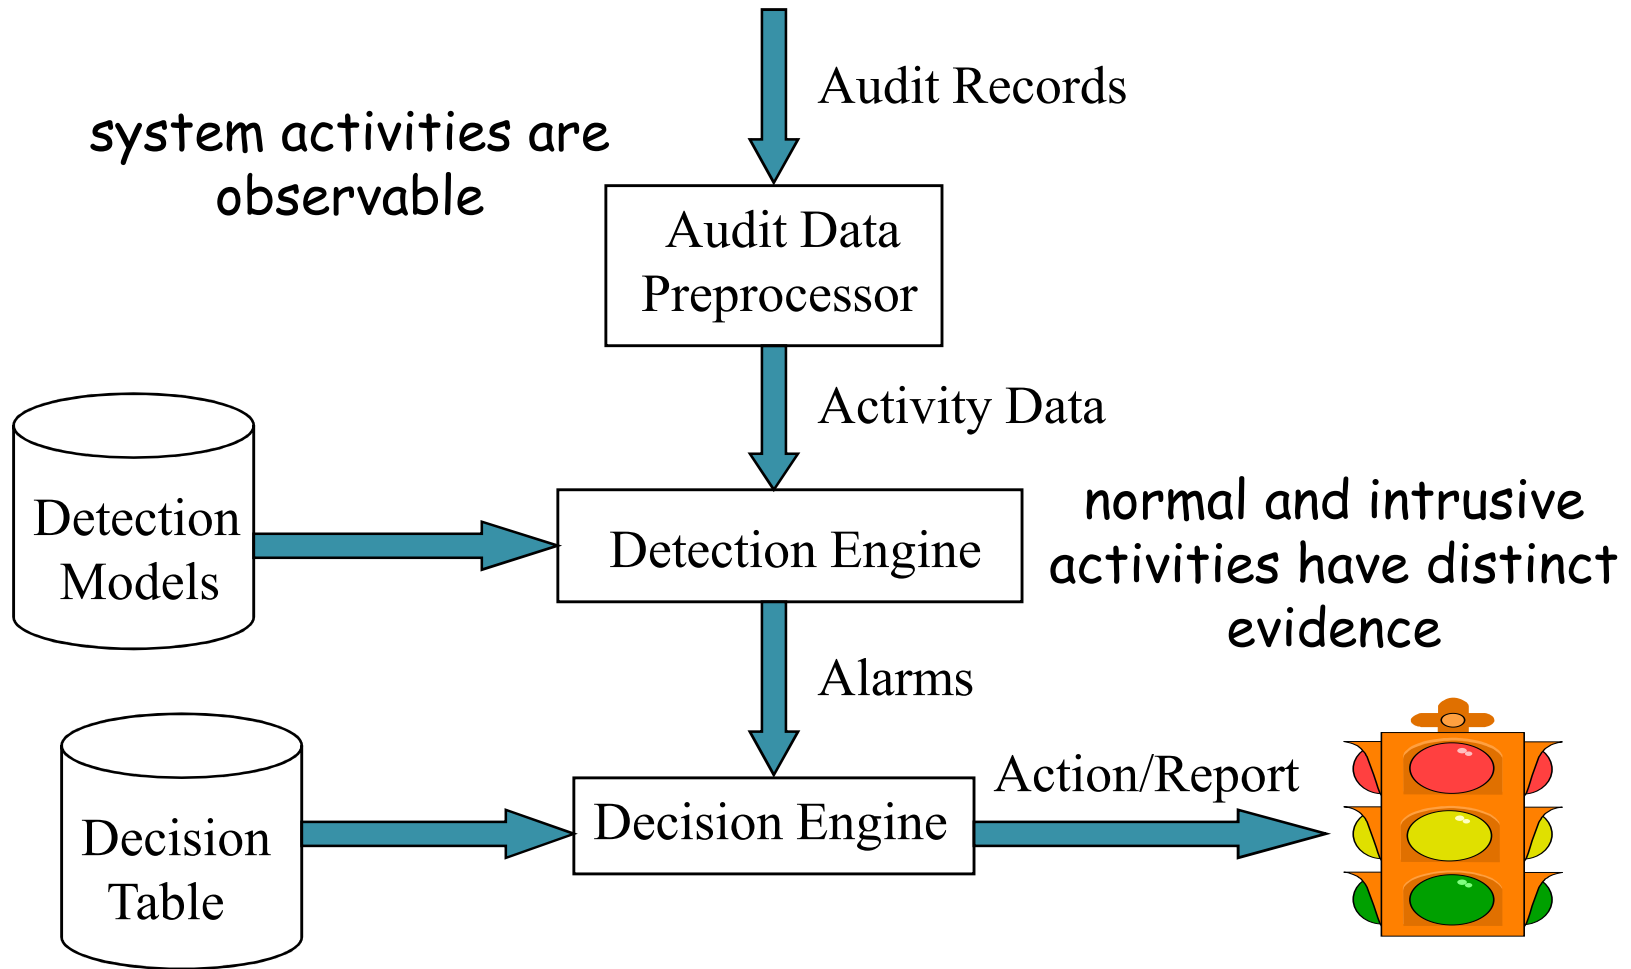 Audit Records
system activities are
observable
Audit Data
Preprocessor
Activity Data
Detection
Models
Detection Engine
normal and intrusive
activities have distinct
evidence
Alarms
Action/Report
Decision
Table
Decision Engine